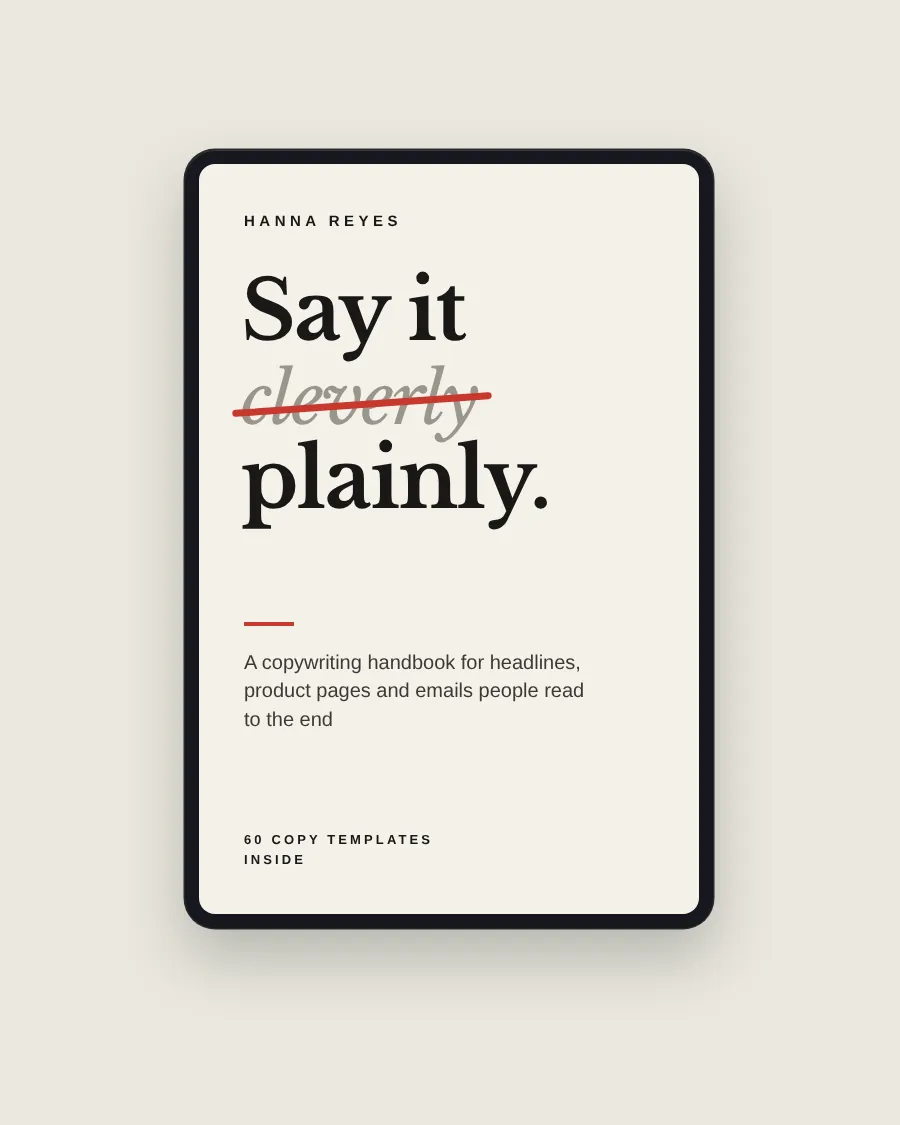 HANNA REYES
Say it
cleverly
plainly.
A copywriting handbook for headlines,
product pages and emails people read
to the end
60 COPY TEMPLATES
INSIDE